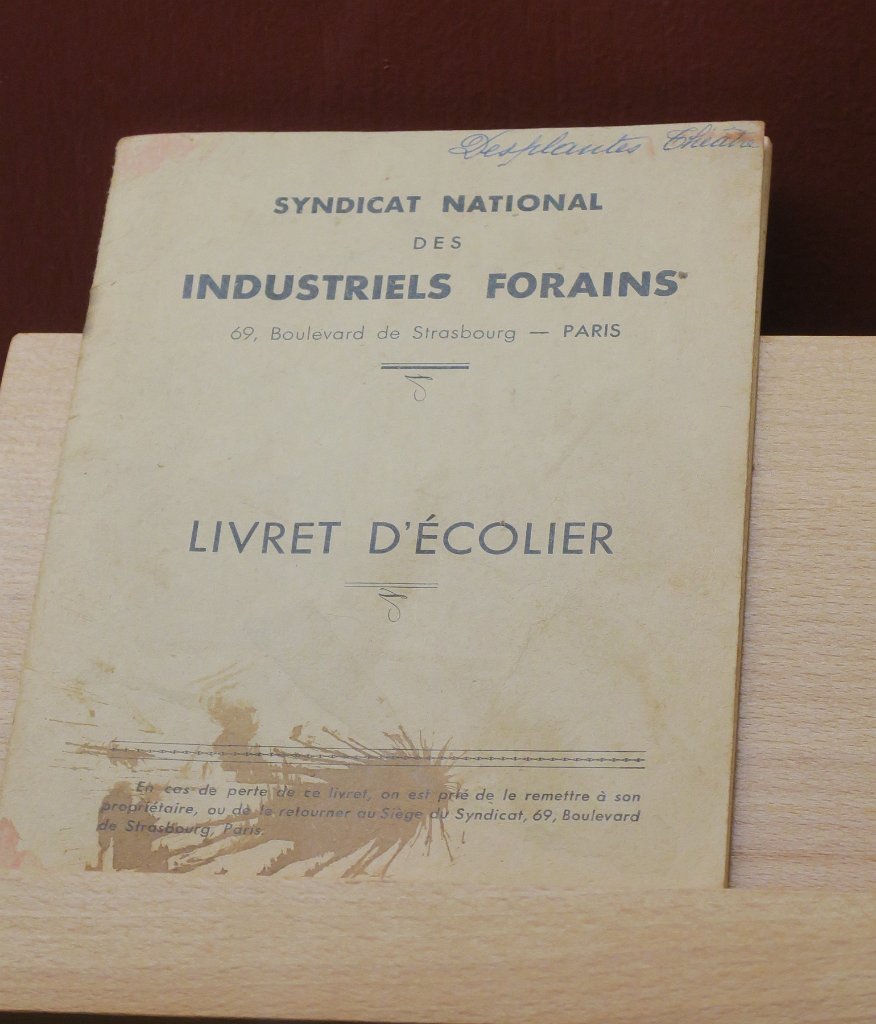 Desplantes Théâtre
SYNDICAT NATIONAL
DES
INDUSTRIELS FORAINS
69, Boulevard de Strasbourg — PARIS
LIVRET D'ÉCOLIER
En cas de perte de ce livret, on est prié de le remettre à son
propriétaire, ou de le retourner au Siège du Syndicat, 69, Boulevard
de Strasbourg, Paris.